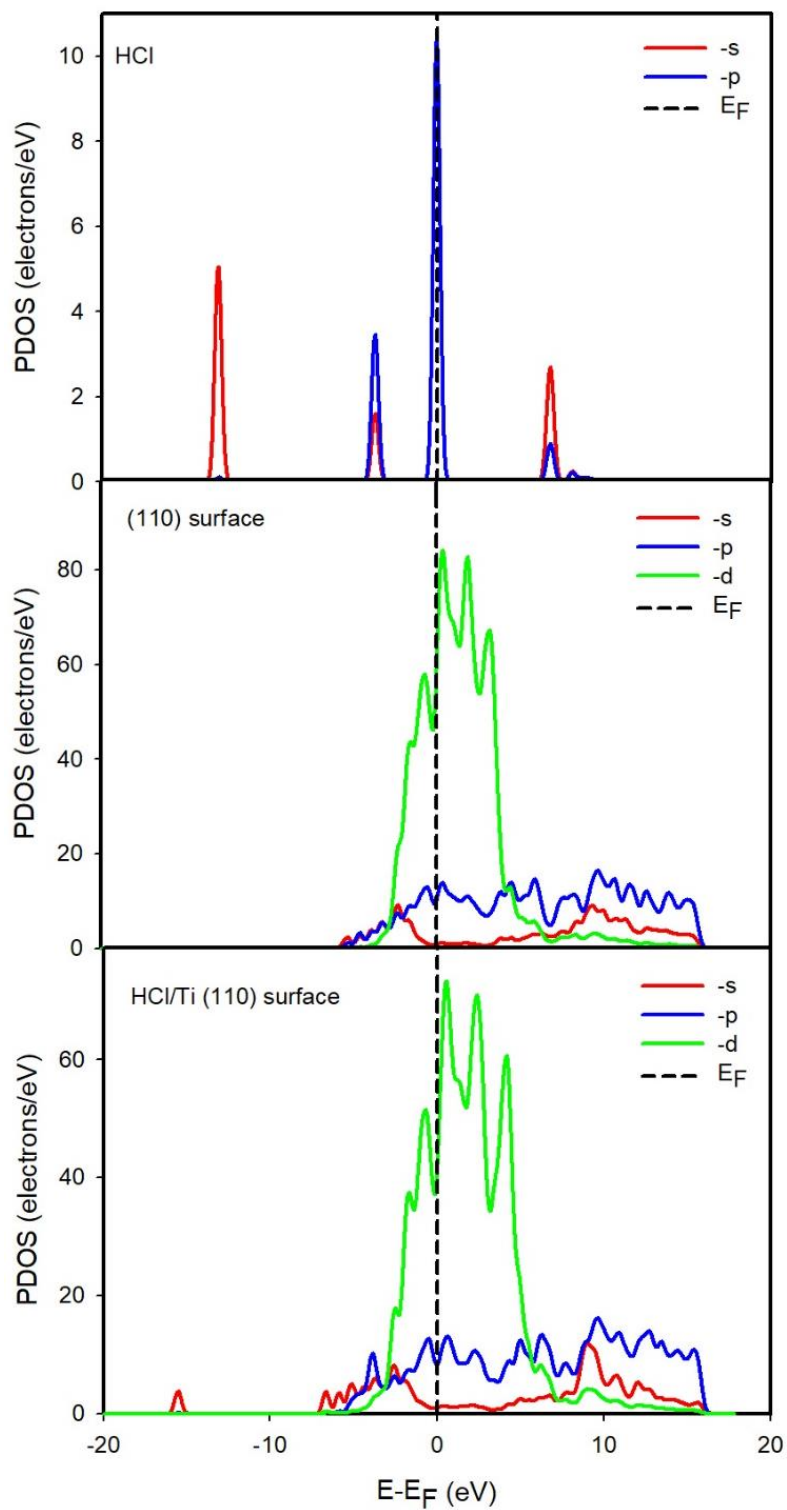 HCl
-s
-p
E_F
PDOS (electrons/eV)
10
8
6
4
2
0
(110) surface
-s
-p
-d
E_F
PDOS (electrons/eV)
80
60
40
20
0
HCl/Ti (110) surface
-s
-p
-d
E_F
PDOS (electrons/eV)
60
40
20
0
-20 -10 0 10 20
E-E_F (eV)